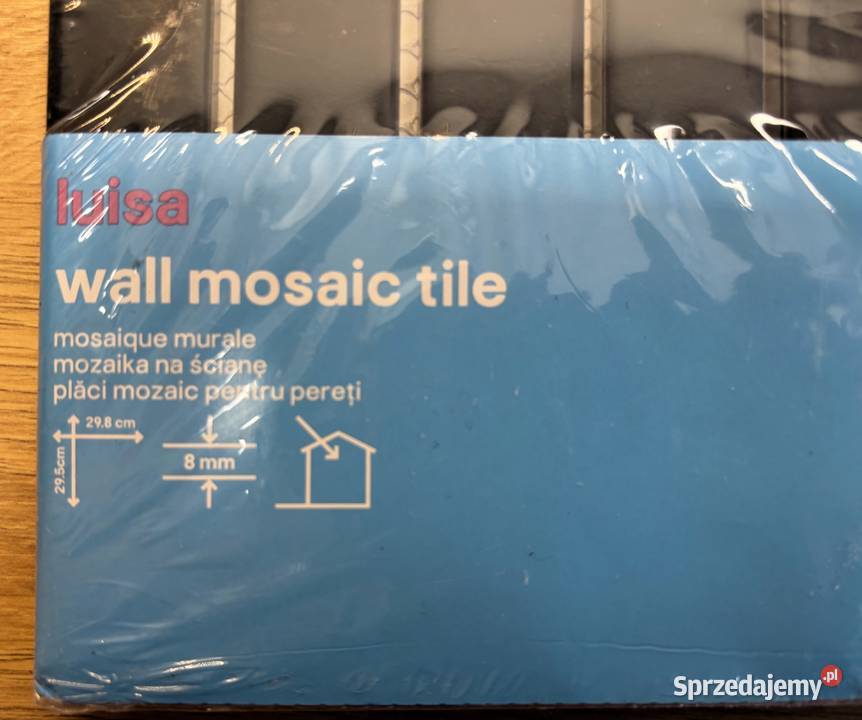 luisa
wall mosaic tile
mosaique murale
mozaika na ścianę
plăci mozaic pentru pereți
29.8 cm
29.5cm
8 mm
Sprzedajemy.pl